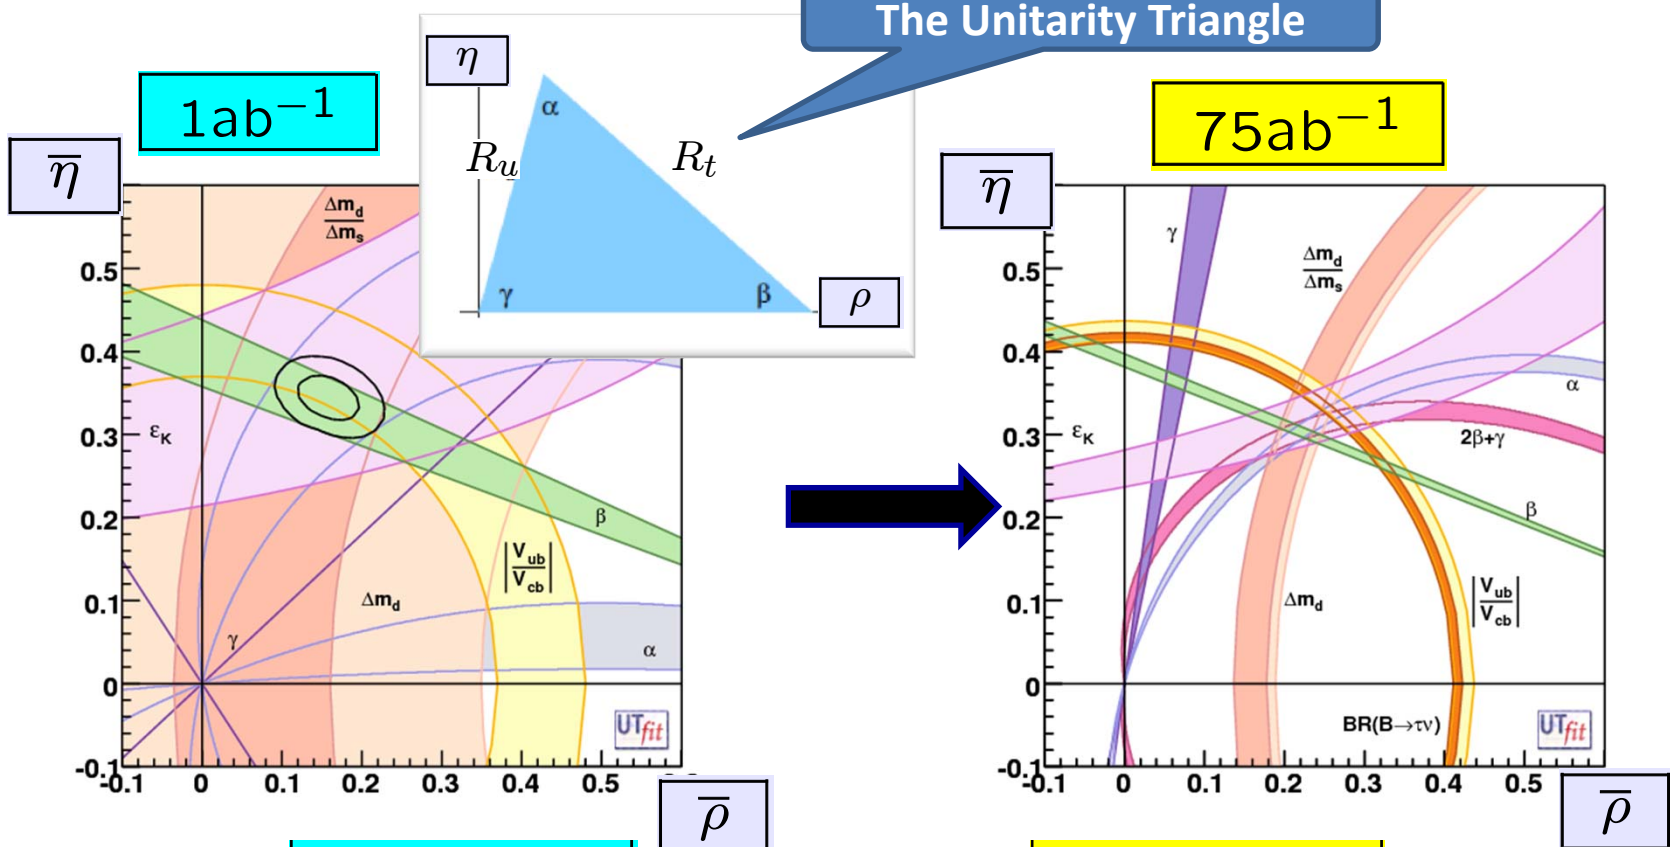 The Unitarity Triangle
1ab⁻¹
η
α
R_u
R_t
γ
β
ρ
75ab⁻¹
η̅
Δm_d
Δm_s
0.5
0.4
0.3
0.2
0.1
0
-0.1
ε_K
β
|V_ub|
|V_cb|
Δm_d
γ
α
UTfit
-0.1 0 0.1 0.2 0.3 0.4 0.5
ρ̅
η̅
γ
Δm_d
Δm_s
0.5
0.4
0.3
0.2
0.1
0
-0.1
α
ε_K
2β+γ
β
Δm_d
|V_ub|
|V_cb|
BR(B→τν)
UTfit
-0.1 0 0.1 0.2 0.3 0.4 0.5
ρ̅